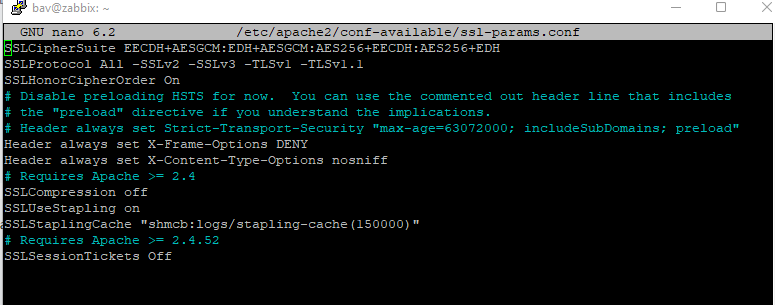 bav@zabbix: ~
GNU nano 6.2 /etc/apache2/conf-available/ssl-params.conf
SSLCipherSuite EECDH+AESGCM:EDH+AESGCM:AES256+EECDH:AES256+EDH
SSLProtocol All -SSLv2 -SSLv3 -TLSv1 -TLSv1.1
SSLHonorCipherOrder On
# Disable preloading HSTS for now.  You can use the commented out header line that includes
# the "preload" directive if you understand the implications.
# Header always set Strict-Transport-Security "max-age=63072000; includeSubDomains; preload"
Header always set X-Frame-Options DENY
Header always set X-Content-Type-Options nosniff
# Requires Apache >= 2.4
SSLCompression off
SSLUseStapling on
SSLStaplingCache "shmcb:logs/stapling-cache(150000)"
# Requires Apache >= 2.4.52
SSLSessionTickets Off